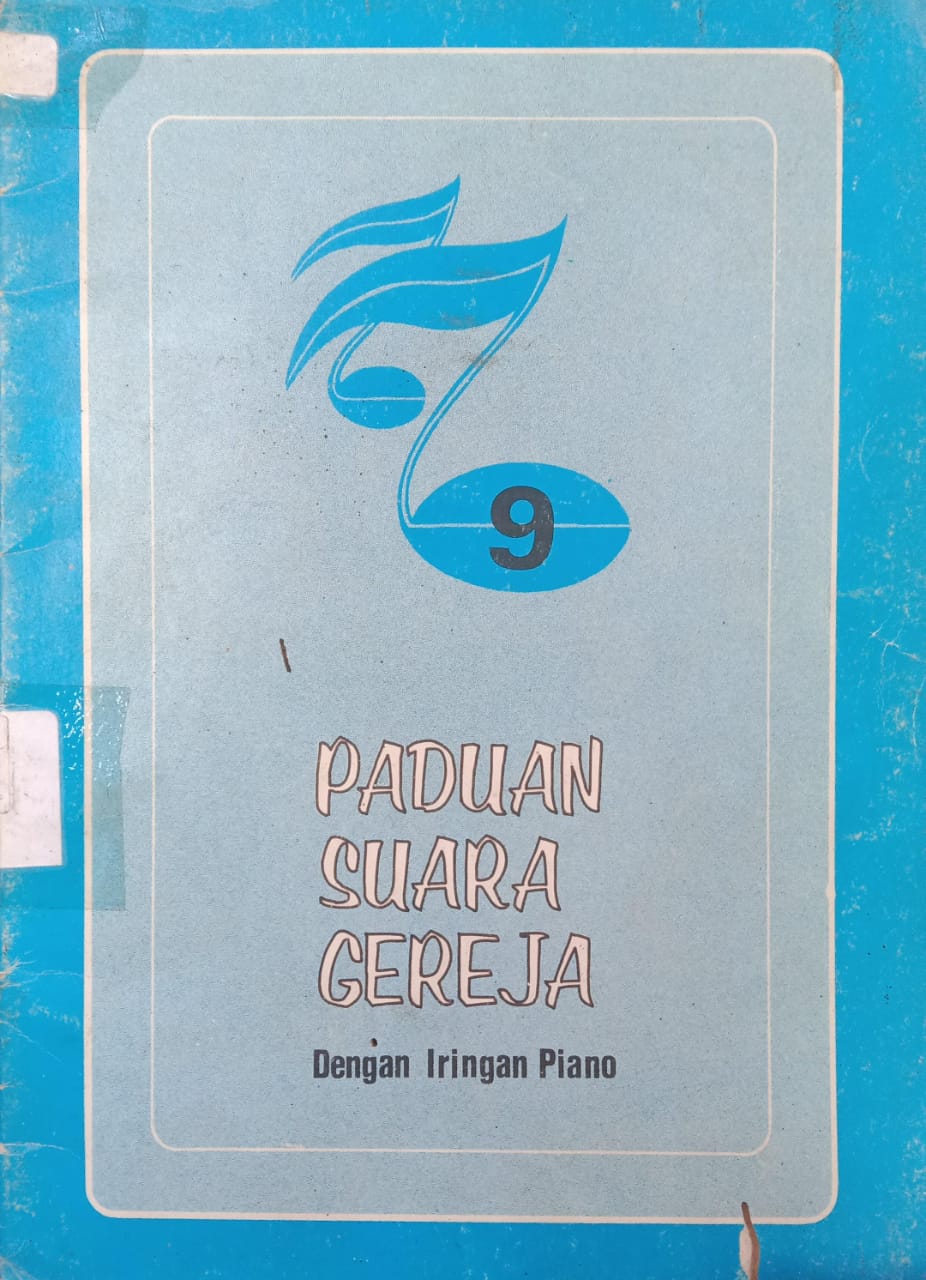 9
PADUAN
SUARA
GEREJA
Dengan Iringan Piano